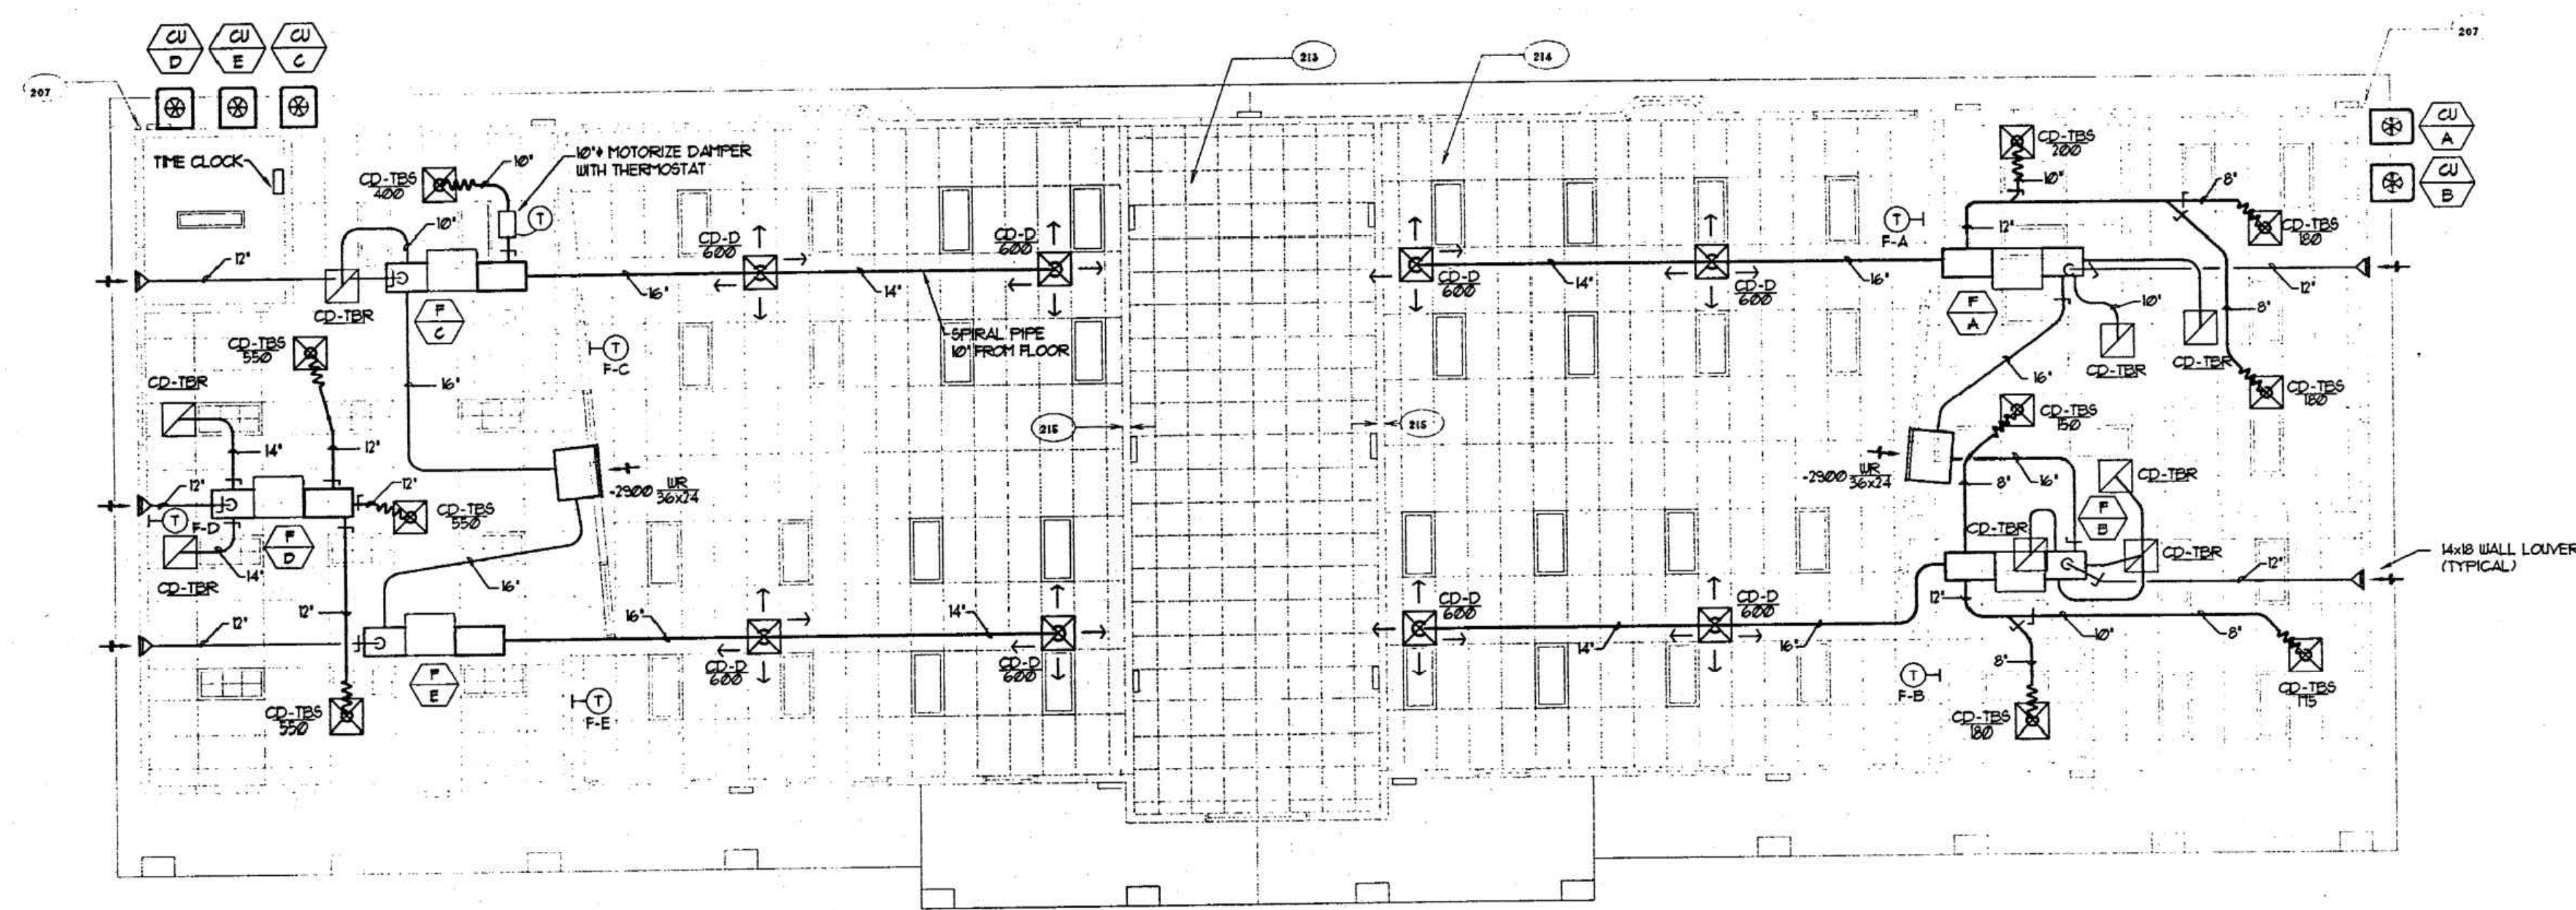 CU
D
CU
E
CU
C
207
213
214
207
CU
A
CU
B
TIME CLOCK
10"ø MOTORIZE DAMPER
WITH THERMOSTAT
CD-TBS
400
10"
10"
T
12"
CD-TBR
F
C
16"
CD-D
600
14"
CD-D
600
SPIRAL PIPE
10" FROM FLOOR
CD-D
600
14"
CD-D
600
16"
T
F-A
12"
CD-TBS
200
10"
8"
CD-TBS
180
F
A
10"
8"
12"
CD-TBR
CD-TBR
16"
CD-TBS
180
CD-TBS
550
T
F-C
16"
CD-TBR
14"
12"
12"
T
F-D
12"
CD-TBS
550
F
D
CD-TBR
14"
-2900
WR
36x24
215
215
CD-TBS
150
-2900
WR
36x24
8"
16"
CD-TBR
F
B
CD-TBR
CD-TBR
14x18 WALL LOUVER
(TYPICAL)
12"
12"
12"
16"
F
E
16"
CD-D
600
14"
CD-D
600
CD-D
600
14"
CD-D
600
16"
12"
10"
8"
8"
T
F-B
CD-TBS
180
CD-TBS
175
CD-TBS
550
T
F-E